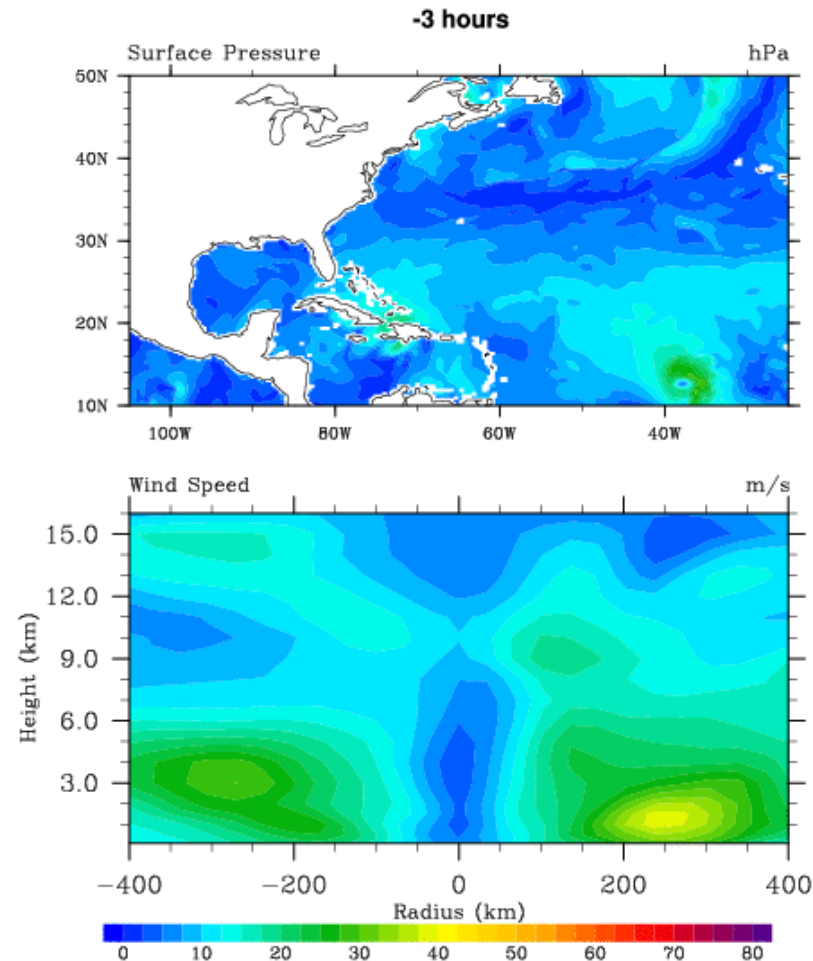 -3 hours
Surface Pressure hPa
50N
40N
30N
20N
10N
100W 80W 60W 40W
Wind Speed m/s
15.0
12.0
9.0
6.0
3.0
Height (km)
-400 -200 0 200 400
Radius (km)
0 10 20 30 40 50 60 70 80